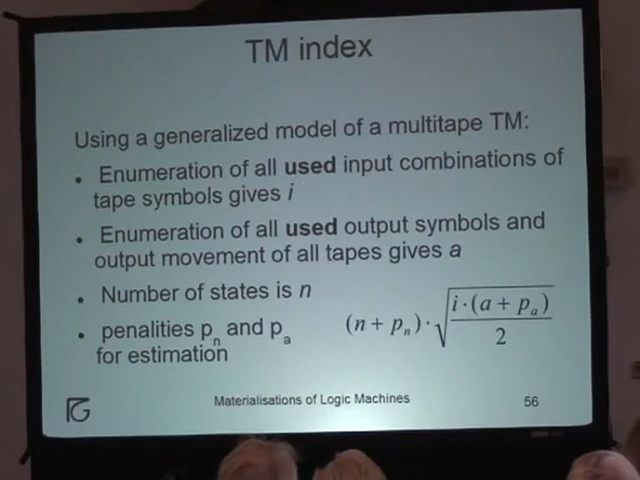 TM index
Using a generalized model of a multitape TM:
• Enumeration of all used input combinations of
tape symbols gives i
• Enumeration of all used output symbols and
output movement of all tapes gives a
• Number of states is n
• penalities pₙ and pₐ
for estimation
(n + pₙ) · √(i · (a + pₐ) / 2)
Materialisations of Logic Machines
56